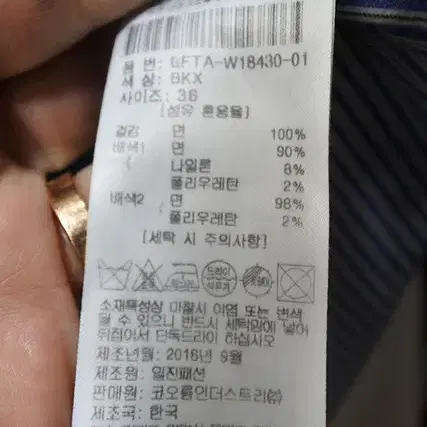 품 번: GFTA-W18430-01
색 상: BKX
사이즈: 36
[섬유 혼용율]
겉감 면 100%
배색1 면 90%
나일론 8%
폴리우레탄 2%
배색2 면 98%
폴리우레탄 2%
[세탁 시 주의사항]
드라이
소재특성상 마찰시 이염 또는 변색
될 수 있으니 반드시 세탁망에 넣어
뒤집어서 단독드라이 하십시오
제조년월: 2016년 9월
제조원: 일진패션
판매원: 코오롱인더스트리㈜
제조국: 한국